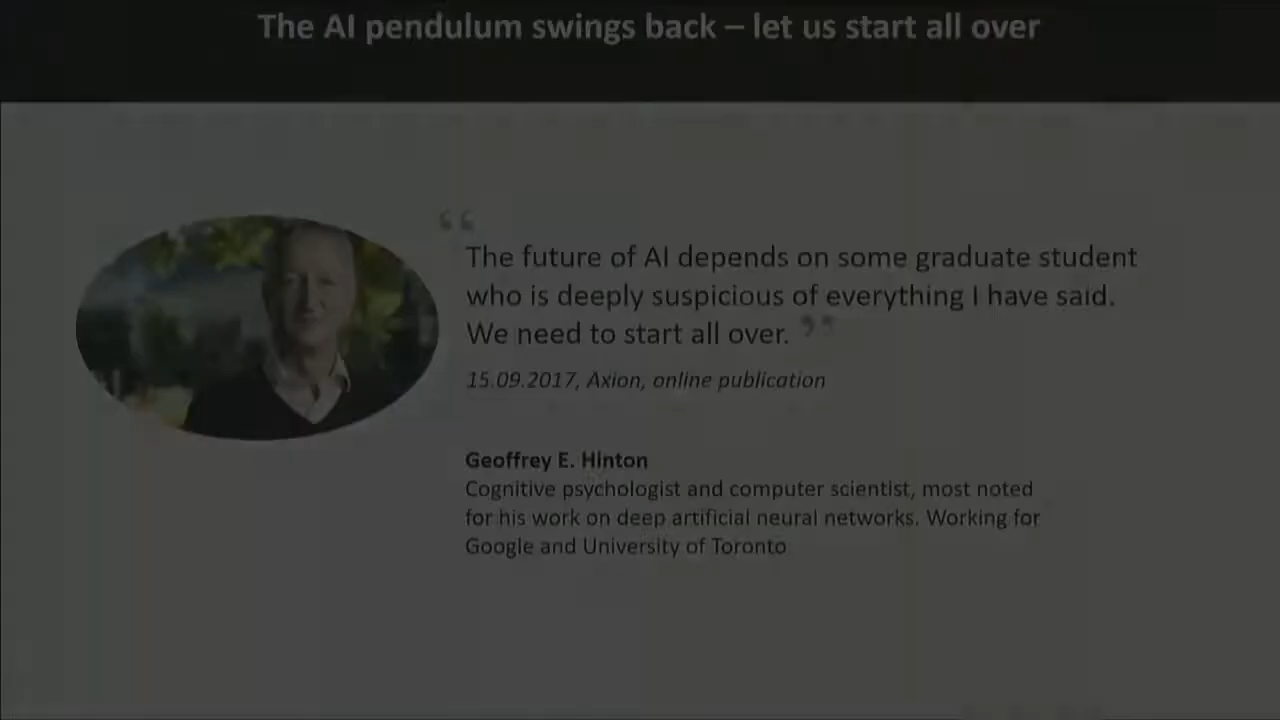 The AI pendulum swings back – let us start all over
“
The future of AI depends on some graduate student
who is deeply suspicious of everything I have said.
We need to start all over. ”
15.09.2017, Axion, online publication
Geoffrey E. Hinton
Cognitive psychologist and computer scientist, most noted
for his work on deep artificial neural networks. Working for
Google and University of Toronto